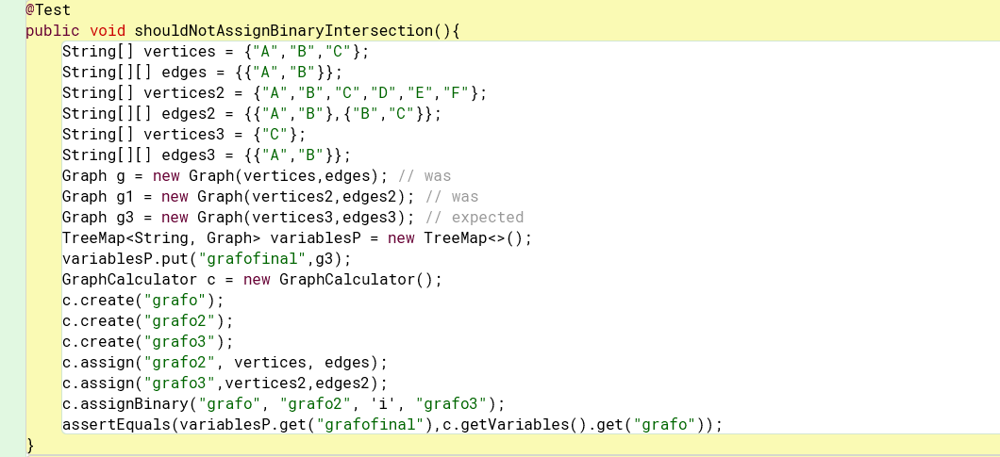 @Test
public void shouldNotAssignBinaryIntersection(){
String[] vertices = {"A","B","C"};
String[][] edges = {{"A","B"}};
String[] vertices2 = {"A","B","C","D","E","F"};
String[][] edges2 = {{"A","B"},{"B","C"}};
String[] vertices3 = {"C"};
String[][] edges3 = {{"A","B"}};
Graph g = new Graph(vertices,edges); // was
Graph g1 = new Graph(vertices2,edges2); // was
Graph g3 = new Graph(vertices3,edges3); // expected
TreeMap<String, Graph> variablesP = new TreeMap<>();
variablesP.put("grafofinal",g3);
GraphCalculator c = new GraphCalculator();
c.create("grafo");
c.create("grafo2");
c.create("grafo3");
c.assign("grafo2", vertices, edges);
c.assign("grafo3",vertices2,edges2);
c.assignBinary("grafo", "grafo2", 'i', "grafo3");
assertEquals(variablesP.get("grafofinal"),c.getVariables().get("grafo"));
}